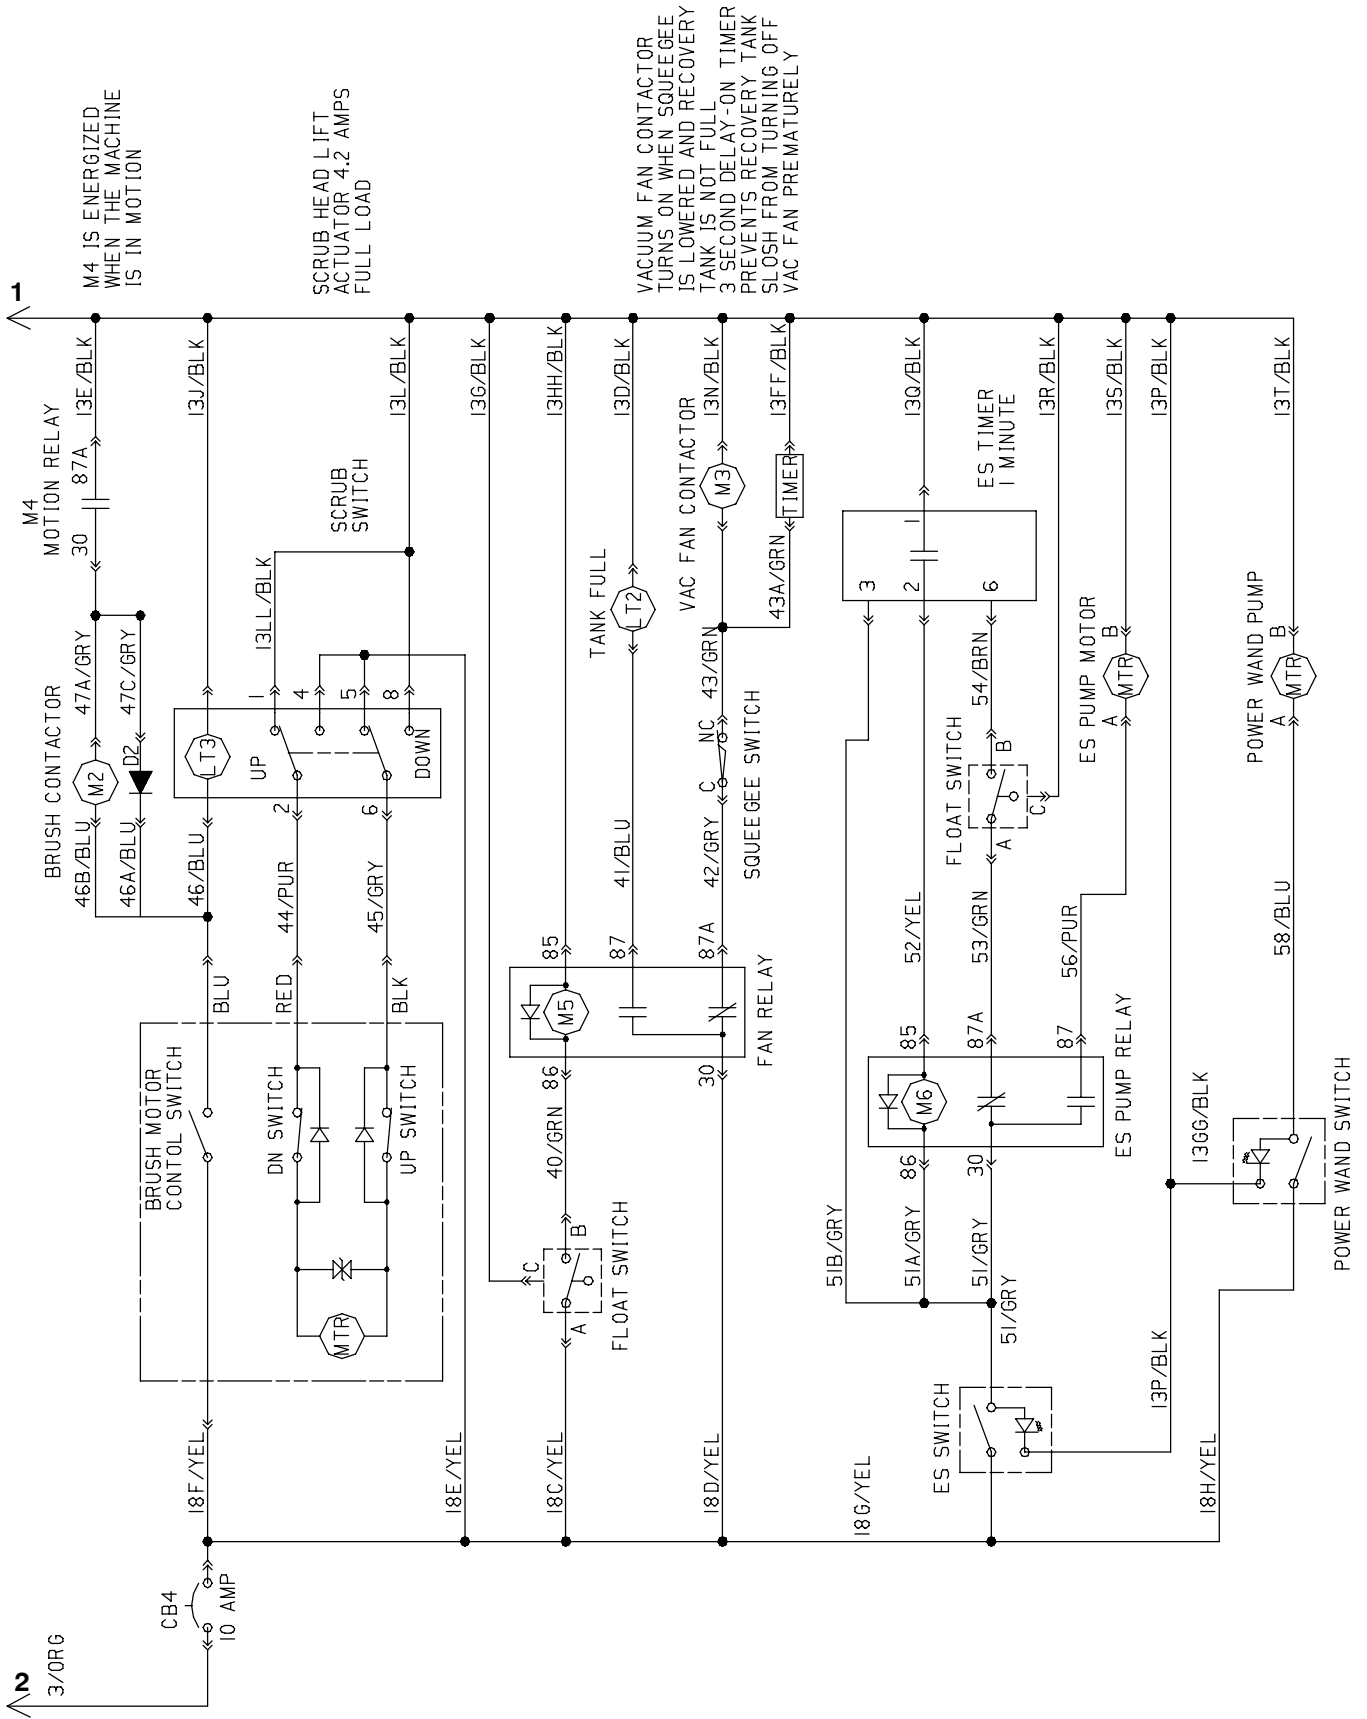 1
2
3/ORG
CB4
10 AMP
M4 IS ENERGIZED
WHEN THE MACHINE
IS IN MOTION
SCRUB HEAD LIFT
ACTUATOR 4.2 AMPS
FULL LOAD
VACUUM FAN CONTACTOR
TURNS ON WHEN SQUEEGEE
IS LOWERED AND RECOVERY
TANK IS NOT FULL
3 SECOND DELAY-ON TIMER
PREVENTS RECOVERY TANK
SLOSH FROM TURNING OFF
VAC FAN PREMATURELY
18F/YEL
BRUSH MOTOR
CONTOL SWITCH
BLU
46/BLU
46B/BLU
46A/BLU
BRUSH CONTACTOR
M2
D2
47A/GRY
47C/GRY
M4
MOTION RELAY
30
87A
13E/BLK
LT3
13J/BLK
MTR
DN SWITCH
UP SWITCH
RED
BLK
44/PUR
45/GRY
2
6
UP
DOWN
1
4
5
8
13LL/BLK
SCRUB
SWITCH
13L/BLK
18E/YEL
13G/BLK
18C/YEL
A
B
C
FLOAT SWITCH
40/GRN
86
M5
85
13HH/BLK
87
41/BLU
TANK FULL
LT2
13D/BLK
18D/YEL
30
87A
FAN RELAY
42/GRY
C
NC
SQUEEGEE SWITCH
43/GRN
VAC FAN CONTACTOR
M3
13N/BLK
43A/GRN
TIMER
13FF/BLK
18G/YEL
ES SWITCH
51/GRY
51B/GRY
51A/GRY
51/GRY
86
30
M6
85
87A
87
ES PUMP RELAY
52/YEL
53/GRN
56/PUR
FLOAT SWITCH
A
B
C
54/BRN
3
2
6
1
ES TIMER
1 MINUTE
13Q/BLK
13R/BLK
ES PUMP MOTOR
A
MTR
B
13S/BLK
13P/BLK
13P/BLK
13GG/BLK
18H/YEL
POWER WAND SWITCH
58/BLU
POWER WAND PUMP
A
MTR
B
13T/BLK